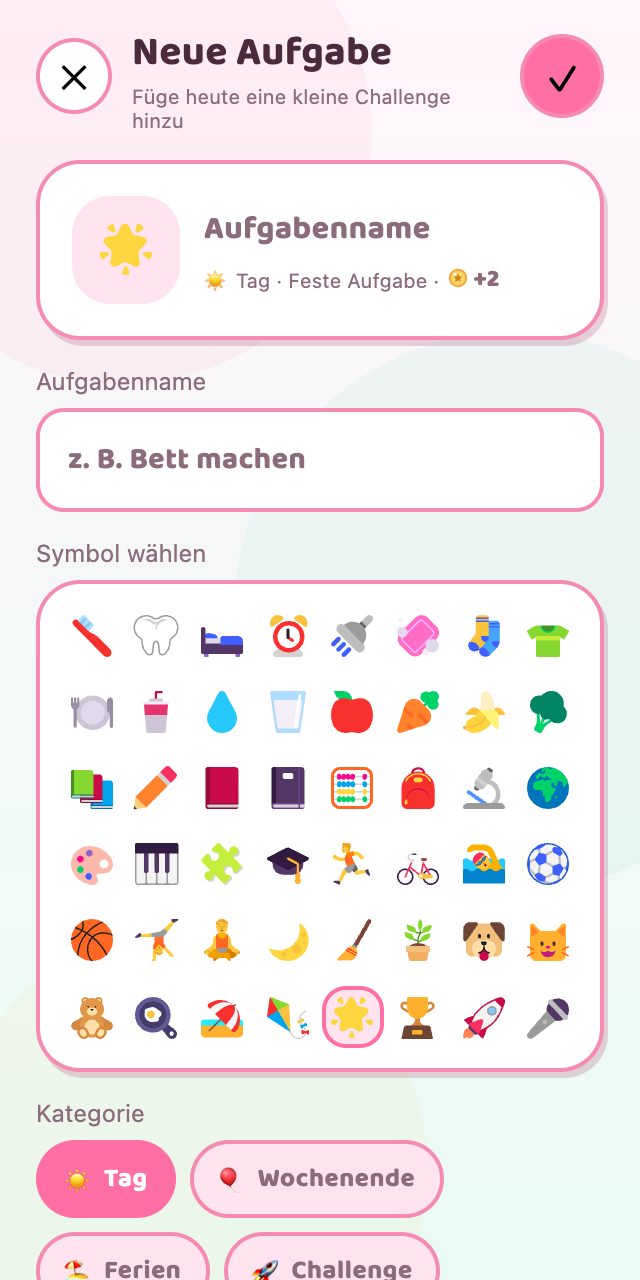 Neue Aufgabe
Füge heute eine kleine Challenge
hinzu
Aufgabenname
Tag · Feste Aufgabe · +2
Aufgabenname
z. B. Bett machen
Symbol wählen
Kategorie
Tag
Wochenende
Ferien
Challenge